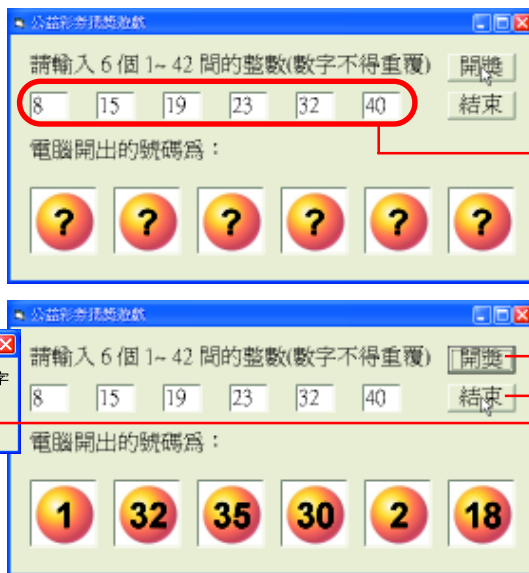 公益彩券搖獎遊戲
請輸入 6 個 1~ 42 間的整數(數字不得重覆) 開獎
8 15 19 23 32 40 結束
電腦開出的號碼為：
? ? ? ? ? ?
公益彩券搖獎遊戲
請輸入 6 個 1~ 42 間的整數(數字不得重覆) 開獎
字
8 15 19 23 32 40 結束
電腦開出的號碼為：
1 32 35 30 2 18